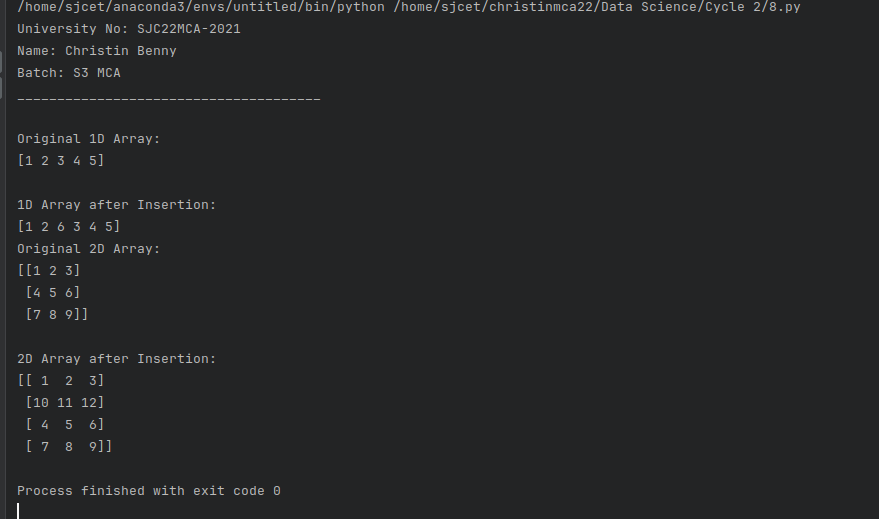 /home/sjcet/anaconda3/envs/untitled/bin/python /home/sjcet/christinmca22/Data Science/Cycle 2/8.py
University No: SJC22MCA-2021
Name: Christin Benny
Batch: S3 MCA
______________________________________
Original 1D Array:
[1 2 3 4 5]
1D Array after Insertion:
[1 2 6 3 4 5]
Original 2D Array:
[[1 2 3]
 [4 5 6]
 [7 8 9]]
2D Array after Insertion:
[[ 1  2  3]
 [10 11 12]
 [ 4  5  6]
 [ 7  8  9]]
Process finished with exit code 0